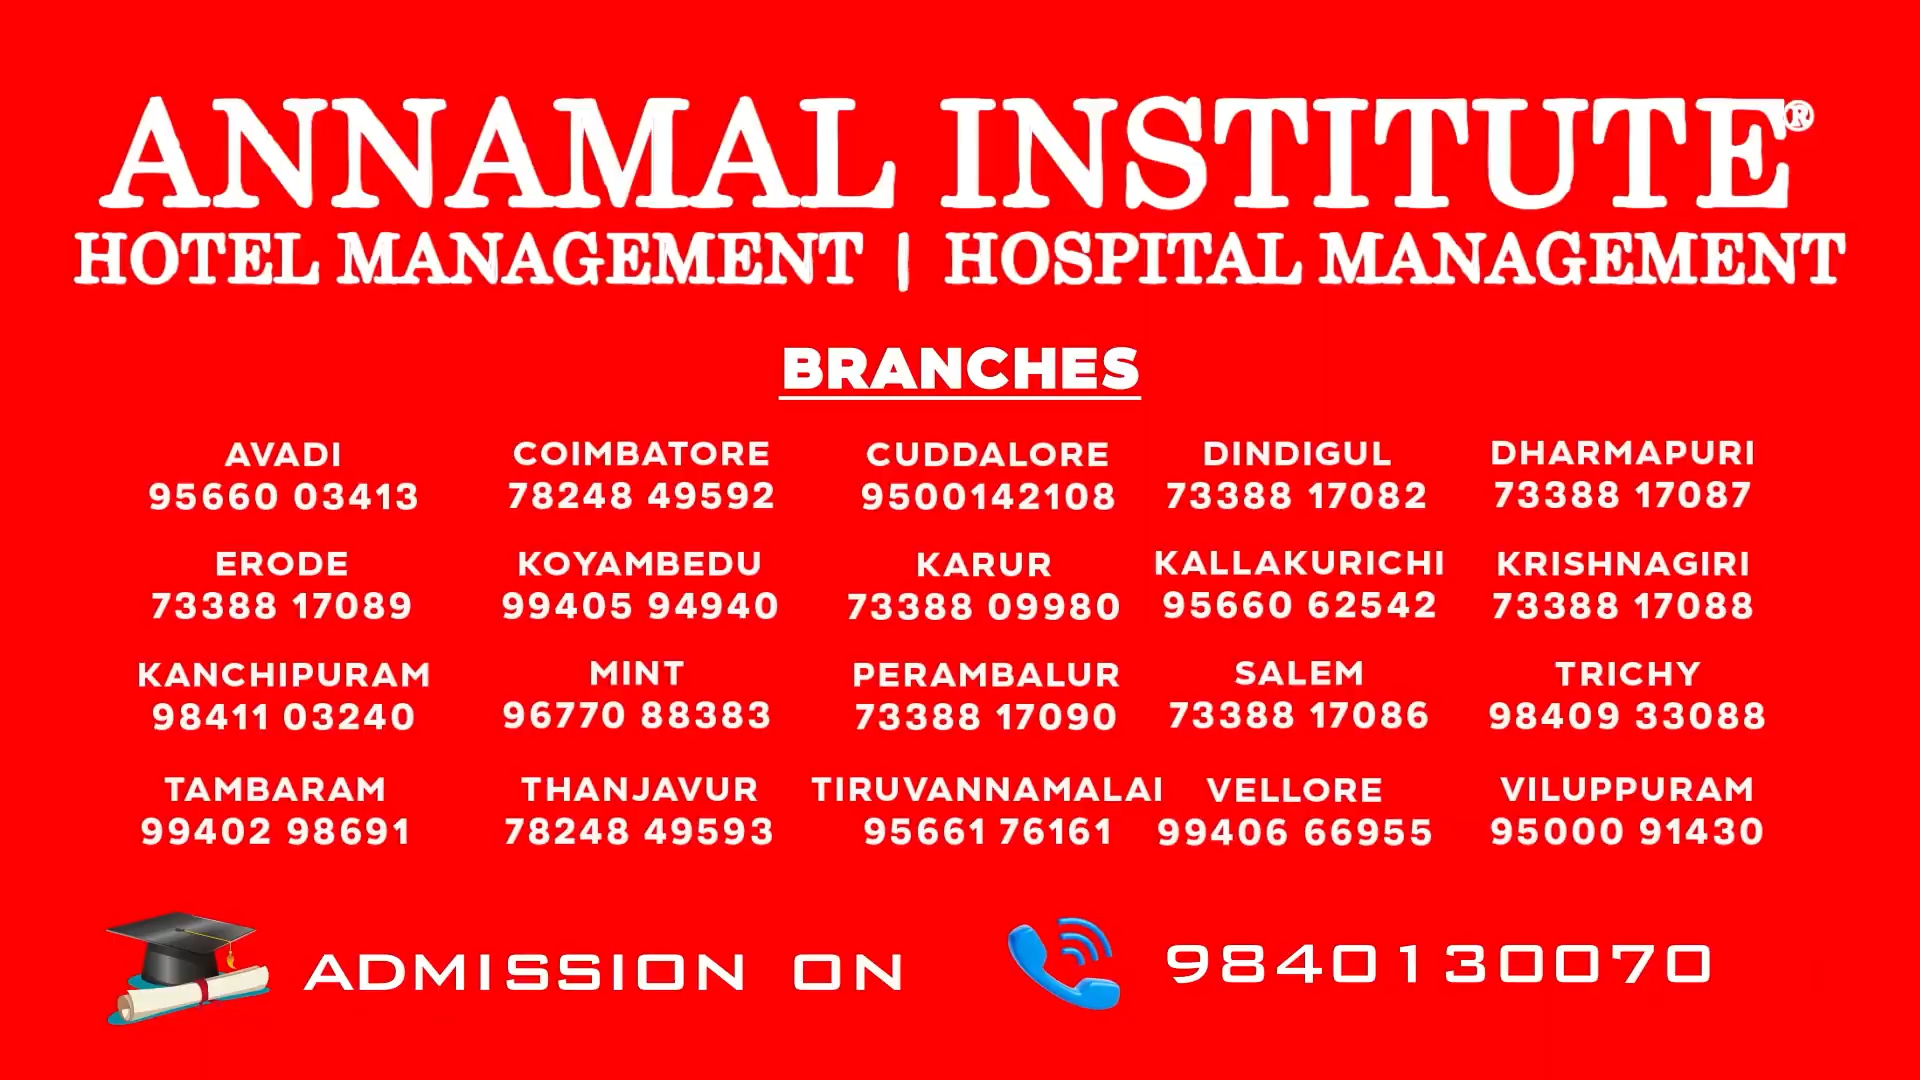 ANNAMAL INSTITUTE®
HOTEL MANAGEMENT | HOSPITAL MANAGEMENT
BRANCHES
AVADI COIMBATORE CUDDALORE DINDIGUL DHARMAPURI
95660 03413 78248 49592 9500142108 73388 17082 73388 17087
ERODE KOYAMBEDU KARUR KALLAKURICHI KRISHNAGIRI
73388 17089 99405 94940 73388 09980 95660 62542 73388 17088
KANCHIPURAM MINT PERAMBALUR SALEM TRICHY
98411 03240 96770 88383 73388 17090 73388 17086 98409 33088
TAMBARAM THANJAVUR TIRUVANNAMALAI VELLORE VILUPPURAM
99402 98691 78248 49593 95661 76161 99406 66955 95000 91430
ADMISSION ON 9840130070